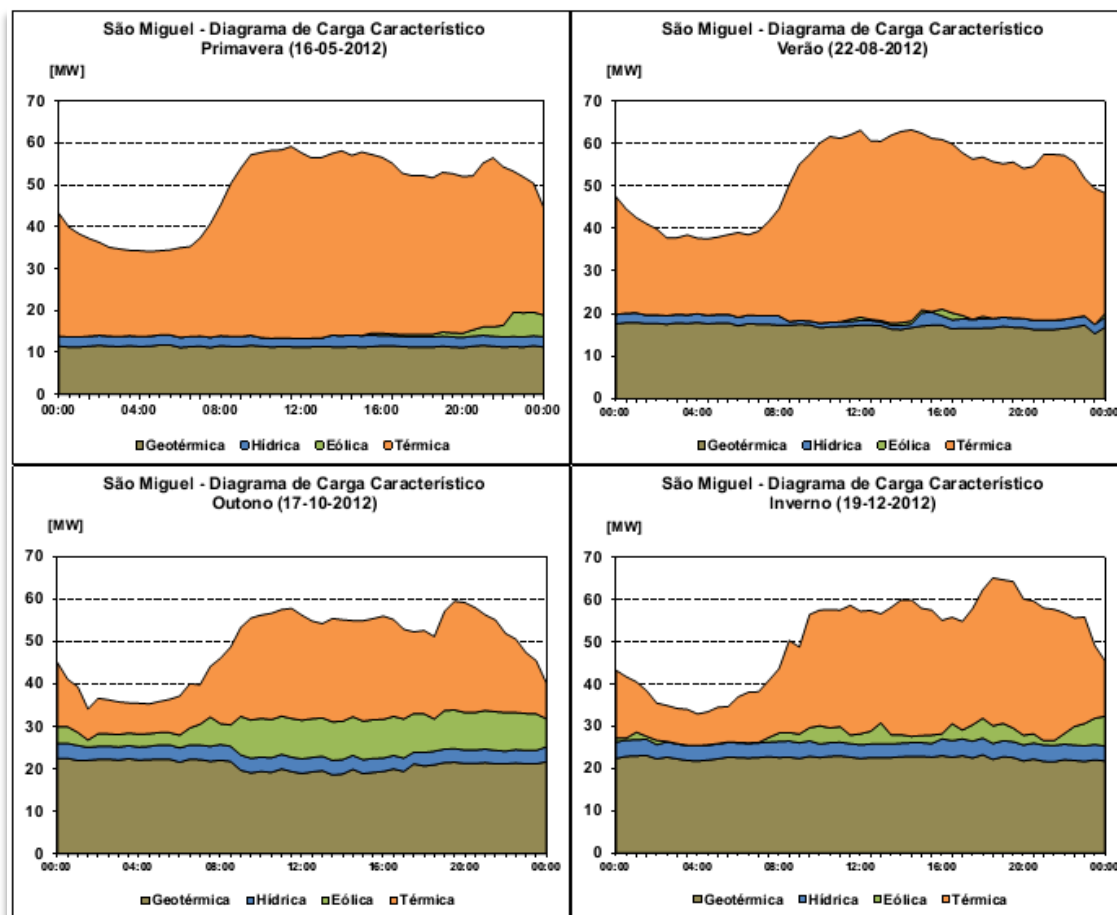 São Miguel - Diagrama de Carga Característico
Primavera (16-05-2012)
[MW]
70
60
50
40
30
20
10
0
00:00 04:00 08:00 12:00 16:00 20:00 00:00
Geotérmica Hídrica Eólica Térmica
São Miguel - Diagrama de Carga Característico
Verão (22-08-2012)
[MW]
70
60
50
40
30
20
10
0
00:00 04:00 08:00 12:00 16:00 20:00 00:00
Geotérmica Hídrica Eólica Térmica
São Miguel - Diagrama de Carga Característico
Outono (17-10-2012)
[MW]
70
60
50
40
30
20
10
0
00:00 04:00 08:00 12:00 16:00 20:00 00:00
Geotérmica Hídrica Eólica Térmica
São Miguel - Diagrama de Carga Característico
Inverno (19-12-2012)
[MW]
70
60
50
40
30
20
10
0
00:00 04:00 08:00 12:00 16:00 20:00 00:00
Geotérmica Hídrica Eólica Térmica